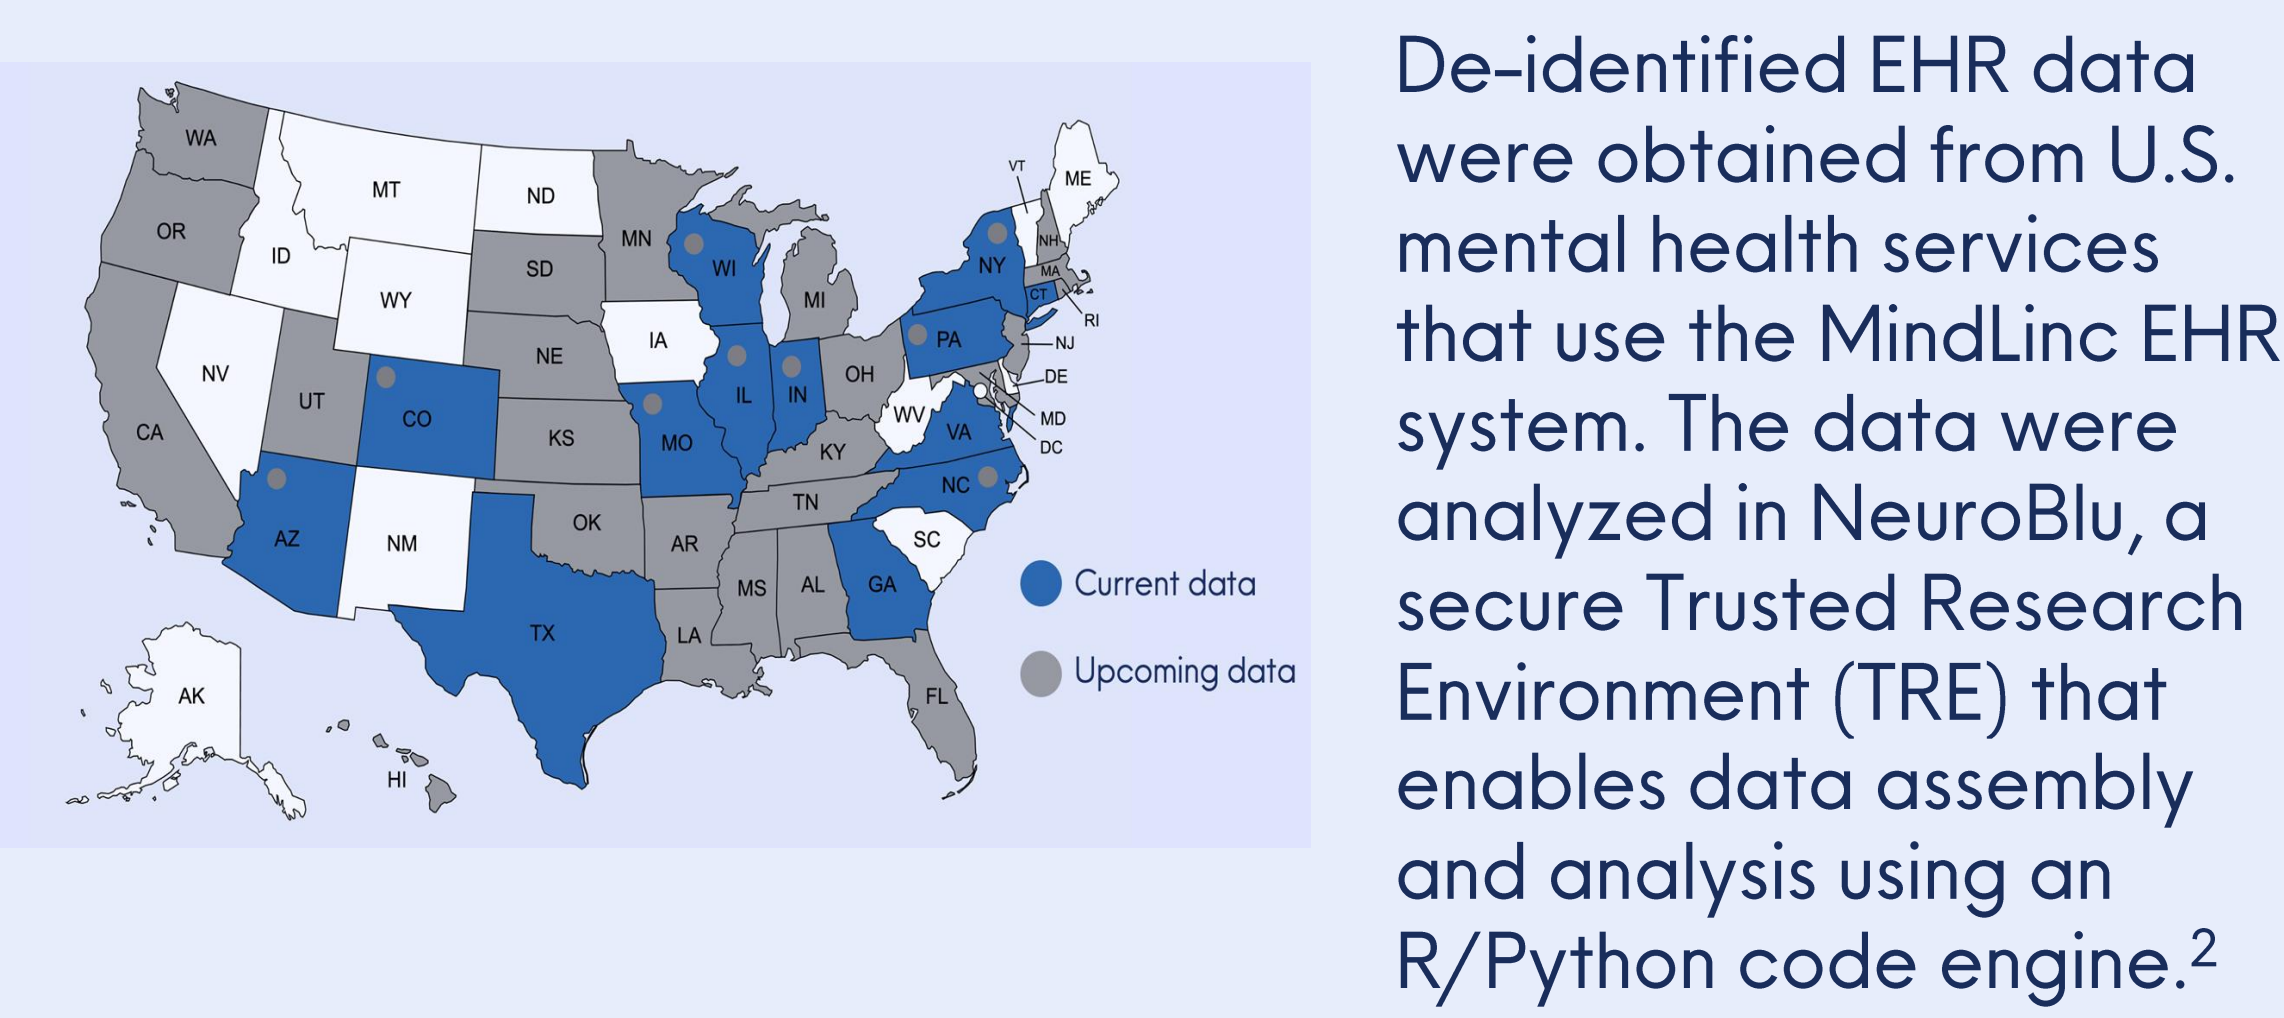 WA
OR
CA
ID
NV
MT
WY
UT
CO
AZ
NM
ND
SD
NE
KS
OK
TX
MN
IA
MO
AR
LA
WI
IL
IN
MI
OH
KY
TN
MS
AL
GA
FL
SC
NC
VA
WV
PA
NY
VT
NH
ME
MA
CT
RI
NJ
DE
MD
DC
AK
HI
Current data
Upcoming data
De-identified EHR data
were obtained from U.S.
mental health services
that use the MindLinc EHR
system. The data were
analyzed in NeuroBlu, a
secure Trusted Research
Environment (TRE) that
enables data assembly
and analysis using an
R/Python code engine.²